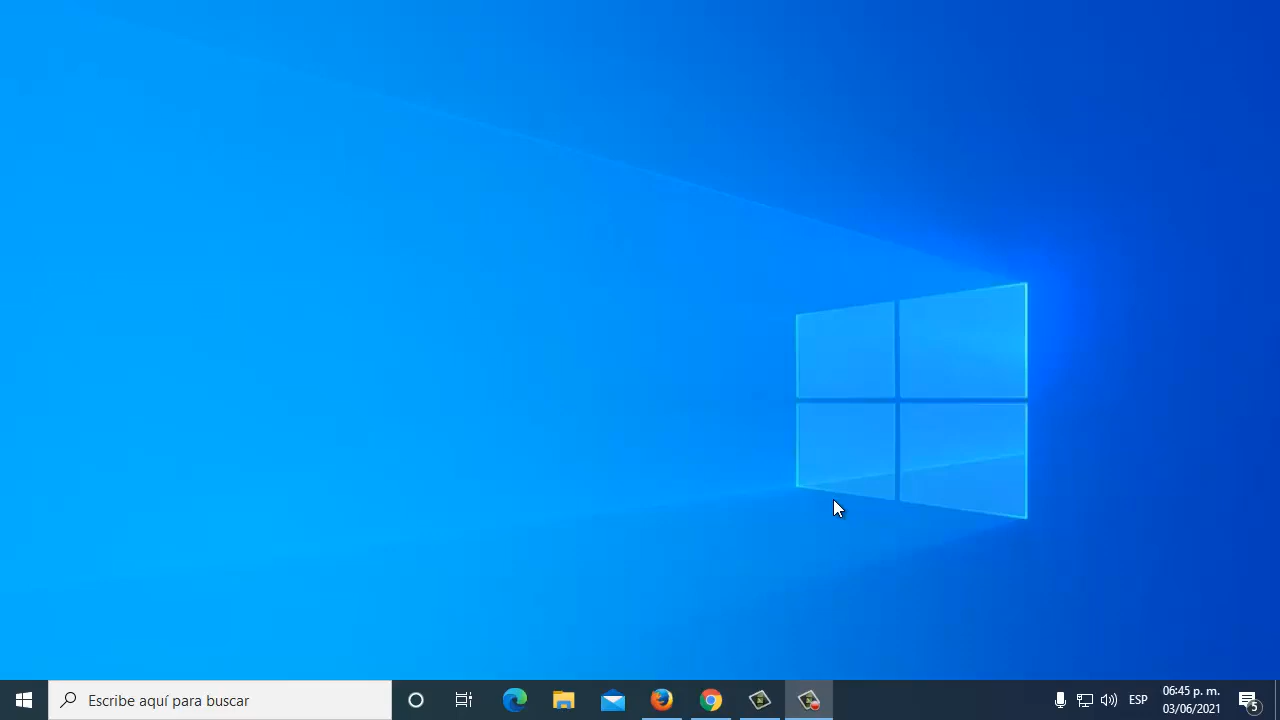 Escribe aquí para buscar
ESP
06:45 p. m.
03/06/2021
5